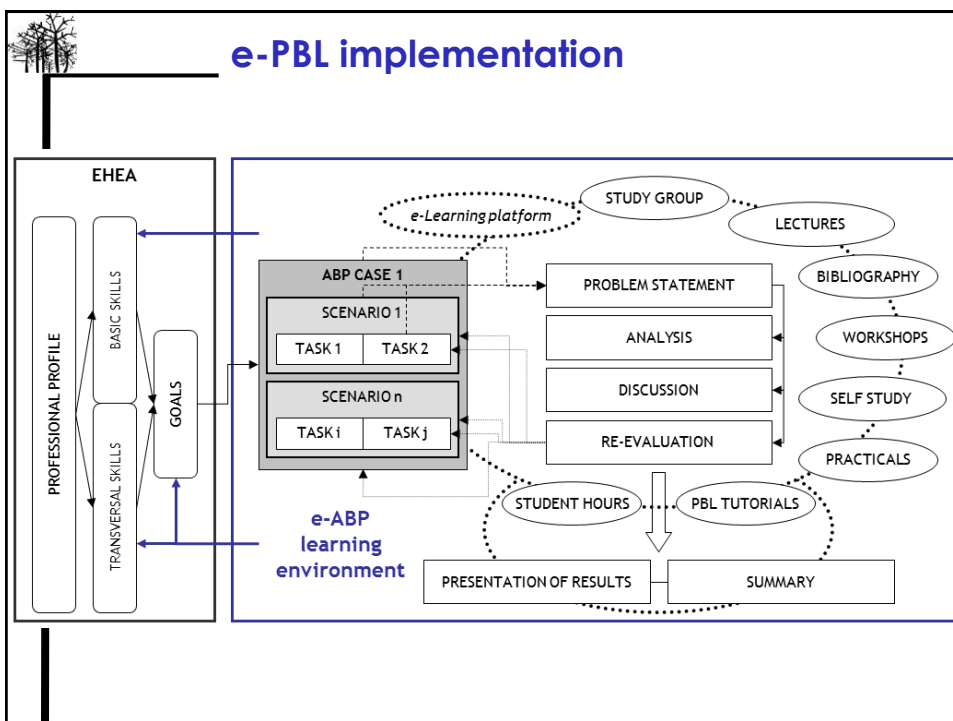 e-PBL implementation
EHEA
PROFESSIONAL PROFILE
BASIC SKILLS
TRANSVERSAL SKILLS
GOALS
e-Learning platform
STUDY GROUP
LECTURES
BIBLIOGRAPHY
WORKSHOPS
SELF STUDY
PRACTICALS
PBL TUTORIALS
STUDENT HOURS
ABP CASE 1
SCENARIO 1
TASK 1
TASK 2
SCENARIO n
TASK i
TASK j
PROBLEM STATEMENT
ANALYSIS
DISCUSSION
RE-EVALUATION
e-ABP
learning
environment
PRESENTATION OF RESULTS
SUMMARY